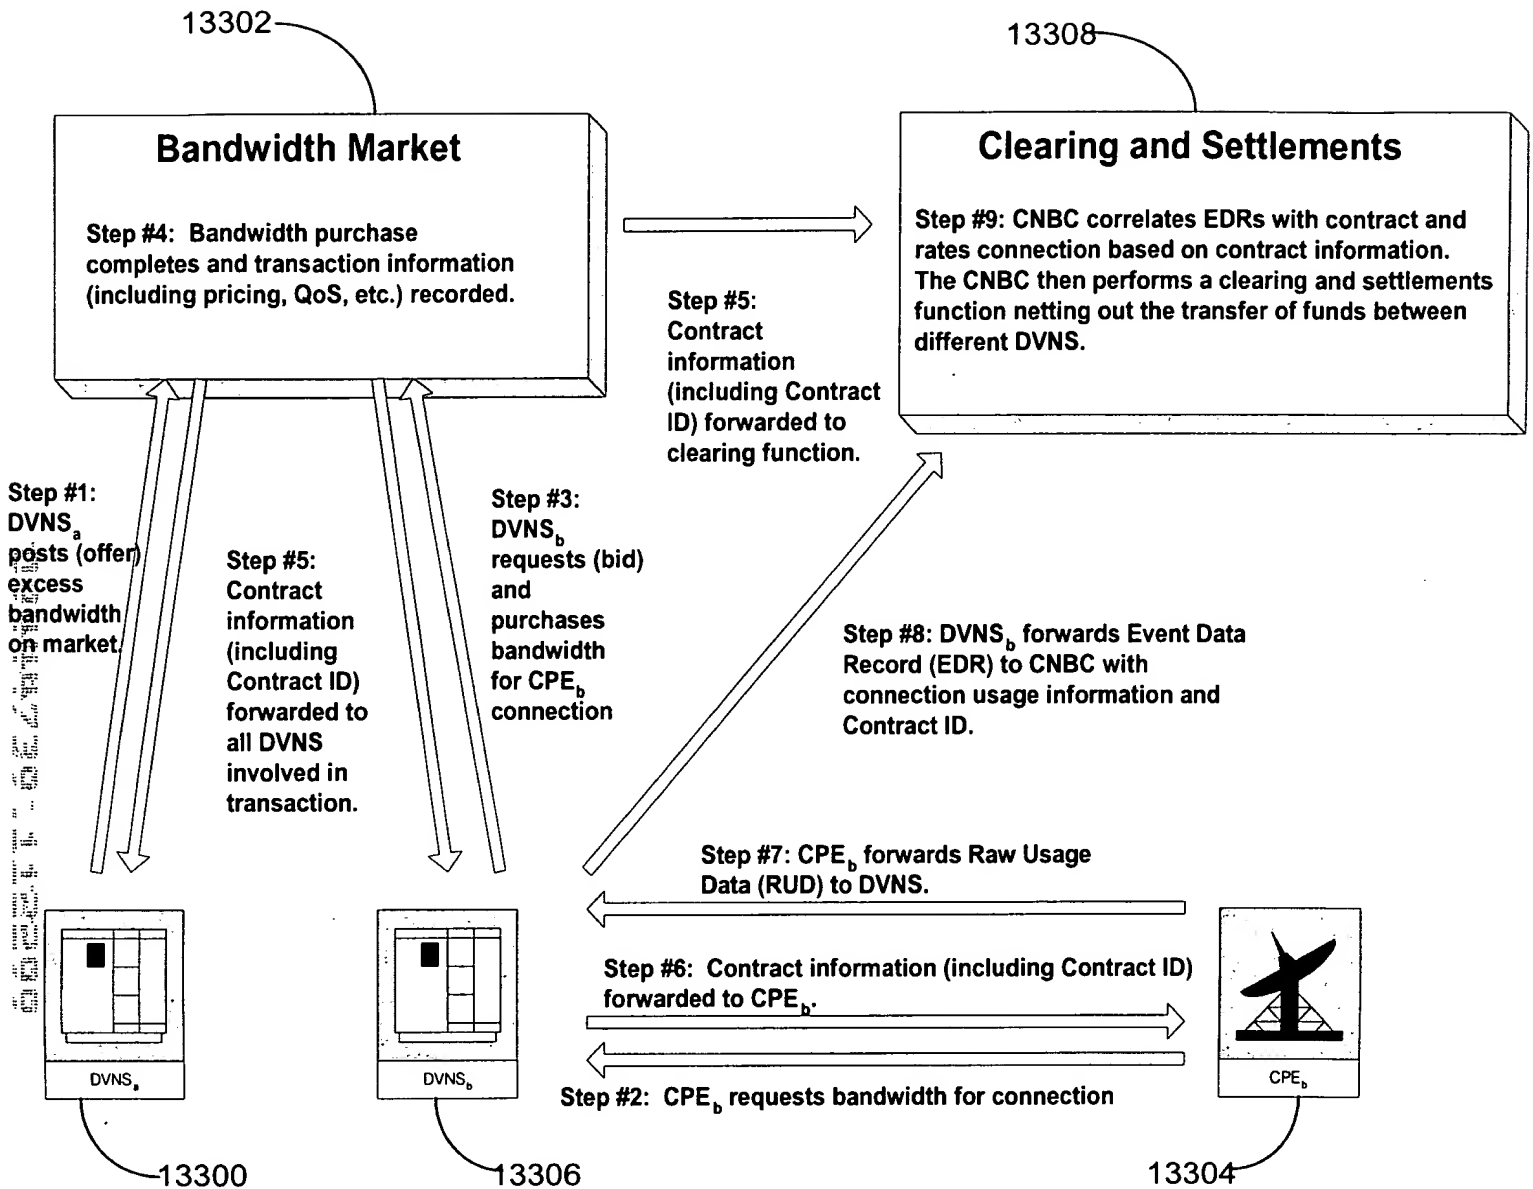 13302
13308
Bandwidth Market
Step #4: Bandwidth purchase
completes and transaction information
(including pricing, QoS, etc.) recorded.
Clearing and Settlements
Step #9: CNBC correlates EDRs with contract and
rates connection based on contract information.
The CNBC then performs a clearing and settlements
function netting out the transfer of funds between
different DVNS.
Step #5:
Contract
information
(including Contract
ID) forwarded to
clearing function.
Step #1:
DVNSa
posts (offer)
excess
bandwidth
on market.
Step #5:
Contract
information
(including
Contract ID)
forwarded to
all DVNS
involved in
transaction.
Step #3:
DVNSb
requests (bid)
and
purchases
bandwidth
for CPEb
connection
Step #8: DVNSb forwards Event Data
Record (EDR) to CNBC with
connection usage information and
Contract ID.
Step #7: CPEb forwards Raw Usage
Data (RUD) to DVNS.
Step #6: Contract information (including Contract ID)
forwarded to CPEb.
Step #2: CPEb requests bandwidth for connection
DVNSa
DVNSb
CPEb
13300
13306
13304